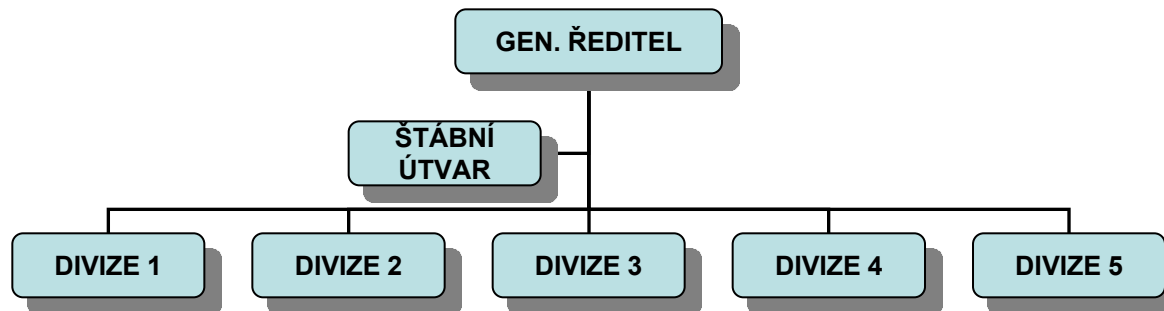 GEN. ŘEDITEL
ŠTÁBNÍ
ÚTVAR
DIVIZE 1
DIVIZE 2
DIVIZE 3
DIVIZE 4
DIVIZE 5